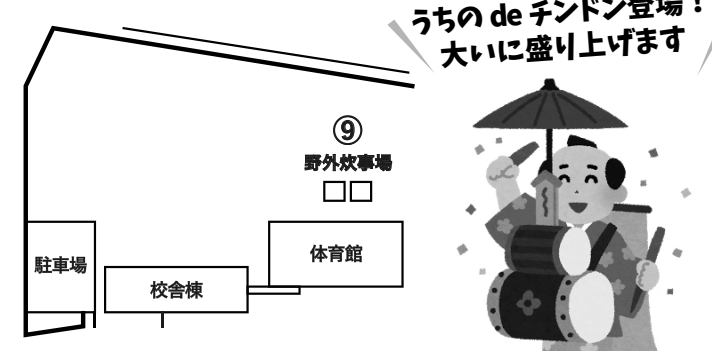 うちの de チンドン登場！
大いに盛り上げます
⑨
野外炊事場
体育館
駐車場
校舎棟